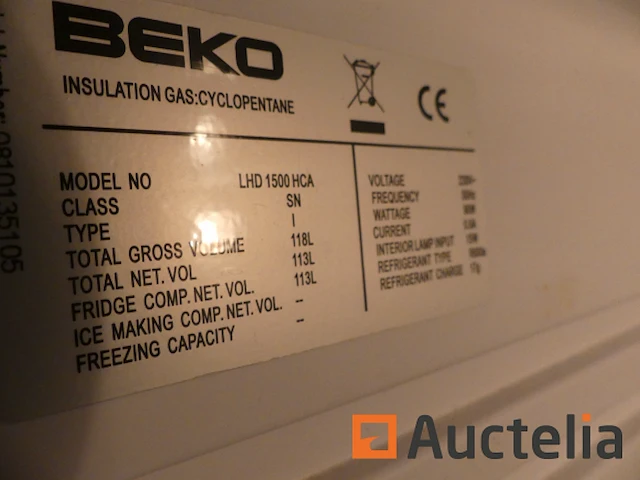 BEKO
INSULATION GAS:CYCLOPENTANE
CE
MODEL NO LHD 1500 HCA
CLASS SN
TYPE I
TOTAL GROSS VOLUME 118L
TOTAL NET. VOL 113L
FRIDGE COMP. NET. VOL. 113L
ICE MAKING COMP. NET. VOL. --
FREEZING CAPACITY --
VOLTAGE
FREQUENCY
WATTAGE
CURRENT
INTERIOR LAMP INPUT
REFRIGERANT TYPE
REFRIGERANT CHARGE
Number: 0810135105
Auctelia